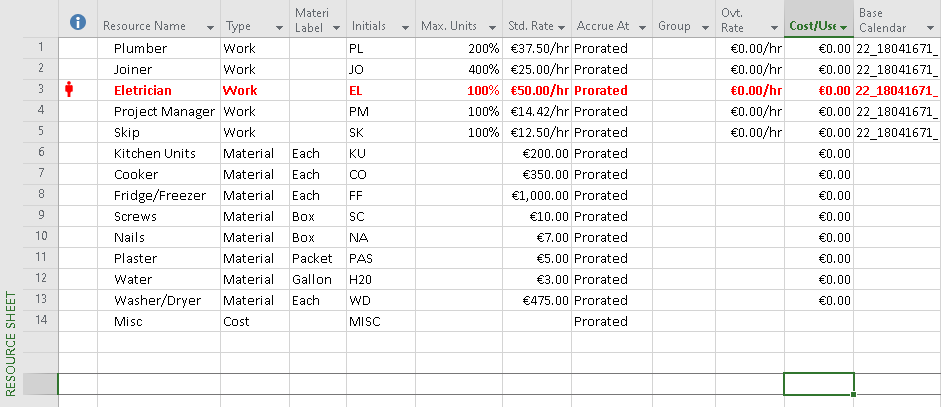 Resource Name Type Materi Label Initials Max. Units Std. Rate Accrue At Group Ovt. Rate Cost/Use Base Calendar
1 Plumber Work PL 200% €37.50/hr Prorated €0.00/hr €0.00 22_18041671_
2 Joiner Work JO 400% €25.00/hr Prorated €0.00/hr €0.00 22_18041671_
3 Eletrician Work EL 100% €50.00/hr Prorated €0.00/hr €0.00 22_18041671_
4 Project Manager Work PM 100% €14.42/hr Prorated €0.00/hr €0.00 22_18041671_
5 Skip Work SK 100% €12.50/hr Prorated €0.00/hr €0.00 22_18041671_
6 Kitchen Units Material Each KU €200.00 Prorated €0.00
7 Cooker Material Each CO €350.00 Prorated €0.00
8 Fridge/Freezer Material Each FF €1,000.00 Prorated €0.00
9 Screws Material Box SC €10.00 Prorated €0.00
10 Nails Material Box NA €7.00 Prorated €0.00
11 Plaster Material Packet PAS €5.00 Prorated €0.00
12 Water Material Gallon H20 €3.00 Prorated €0.00
13 Washer/Dryer Material Each WD €475.00 Prorated €0.00
14 Misc Cost MISC Prorated
RESOURCE SHEET